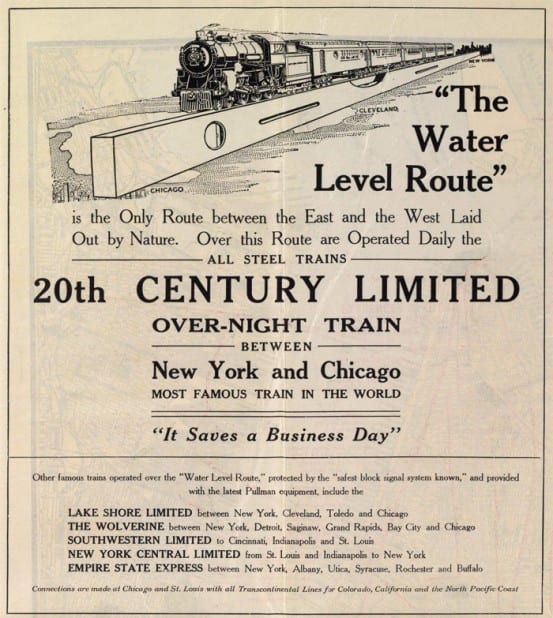 NEW YORK
CLEVELAND
CHICAGO
“The
Water
Level Route”
is the Only Route between the East and the West Laid
Out by Nature. Over this Route are Operated Daily the
ALL STEEL TRAINS
20th CENTURY LIMITED
OVER-NIGHT TRAIN
BETWEEN
New York and Chicago
MOST FAMOUS TRAIN IN THE WORLD
“It Saves a Business Day”
Other famous trains operated over the “Water Level Route,” protected by the “safest block signal system known,” and provided
with the latest Pullman equipment, include the
LAKE SHORE LIMITED between New York, Cleveland, Toledo and Chicago
THE WOLVERINE between New York, Detroit, Saginaw, Grand Rapids, Bay City and Chicago
SOUTHWESTERN LIMITED to Cincinnati, Indianapolis and St. Louis
NEW YORK CENTRAL LIMITED from St. Louis and Indianapolis to New York
EMPIRE STATE EXPRESS between New York, Albany, Utica, Syracuse, Rochester and Buffalo
Connections are made at Chicago and St. Louis with all Transcontinental Lines for Colorado, California and the North Pacific Coast